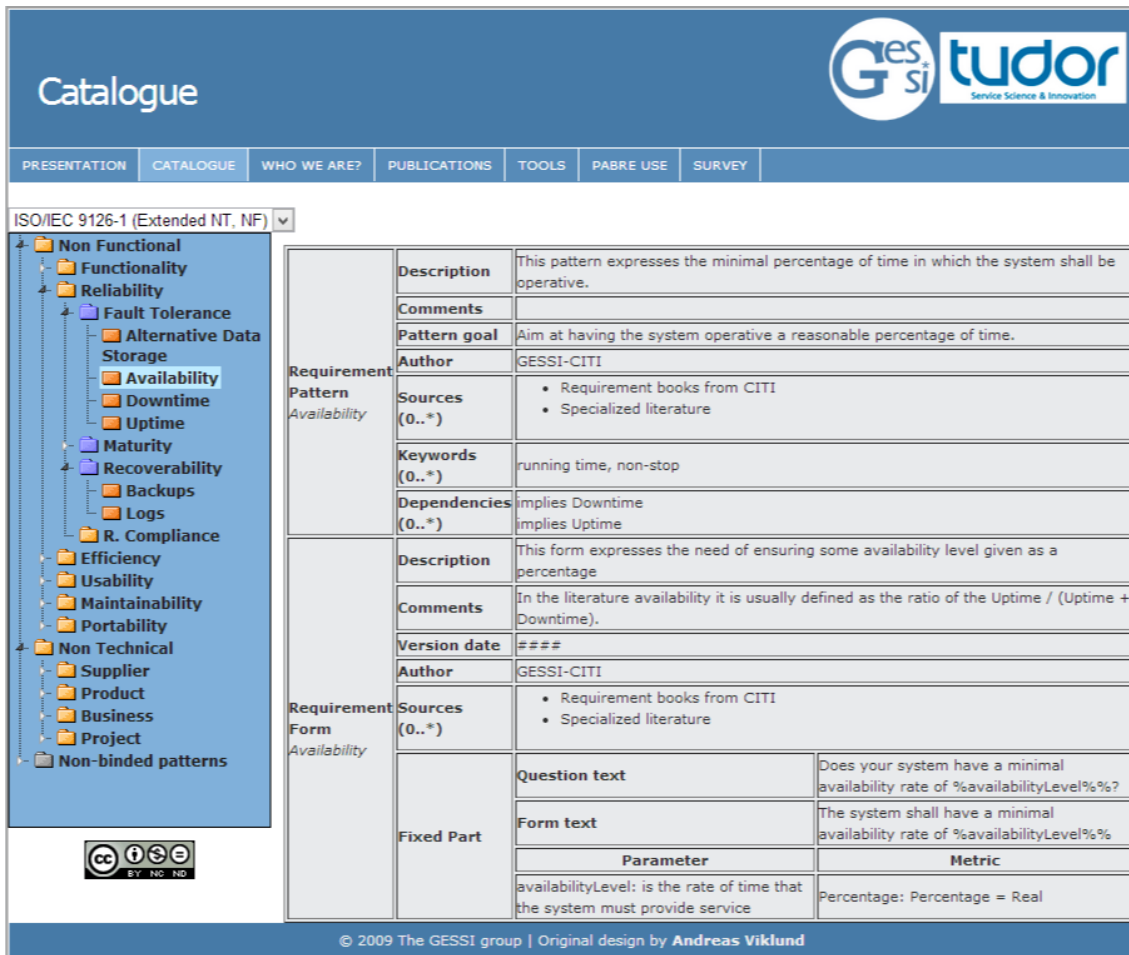 Catalogue
Ges si
tudor
Service Science & Innovation
PRESENTATION CATALOGUE WHO WE ARE? PUBLICATIONS TOOLS PABRE USE SURVEY
ISO/IEC 9126-1 (Extended NT, NF)
Non Functional
Functionality
Reliability
Fault Tolerance
Alternative Data
Storage
Availability
Downtime
Uptime
Maturity
Recoverability
Backups
Logs
R. Compliance
Efficiency
Usability
Maintainability
Portability
Non Technical
Supplier
Product
Business
Project
Non-binded patterns
cc
BY NC ND
Requirement
Pattern
Availability
Description
This pattern expresses the minimal percentage of time in which the system shall be
operative.
Comments
Pattern goal
Aim at having the system operative a reasonable percentage of time.
Author
GESSI-CITI
Sources
(0..*)
• Requirement books from CITI
• Specialized literature
Keywords
(0..*)
running time, non-stop
Dependencies
(0..*)
implies Downtime
implies Uptime
Requirement
Form
Availability
Description
This form expresses the need of ensuring some availability level given as a
percentage
Comments
In the literature availability it is usually defined as the ratio of the Uptime / (Uptime +
Downtime).
Version date
####
Author
GESSI-CITI
Sources
(0..*)
• Requirement books from CITI
• Specialized literature
Fixed Part
Question text
Does your system have a minimal
availability rate of %availabilityLevel%%?
Form text
The system shall have a minimal
availability rate of %availabilityLevel%%
Parameter
Metric
availabilityLevel: is the rate of time that
the system must provide service
Percentage: Percentage = Real
© 2009 The GESSI group | Original design by Andreas Viklund